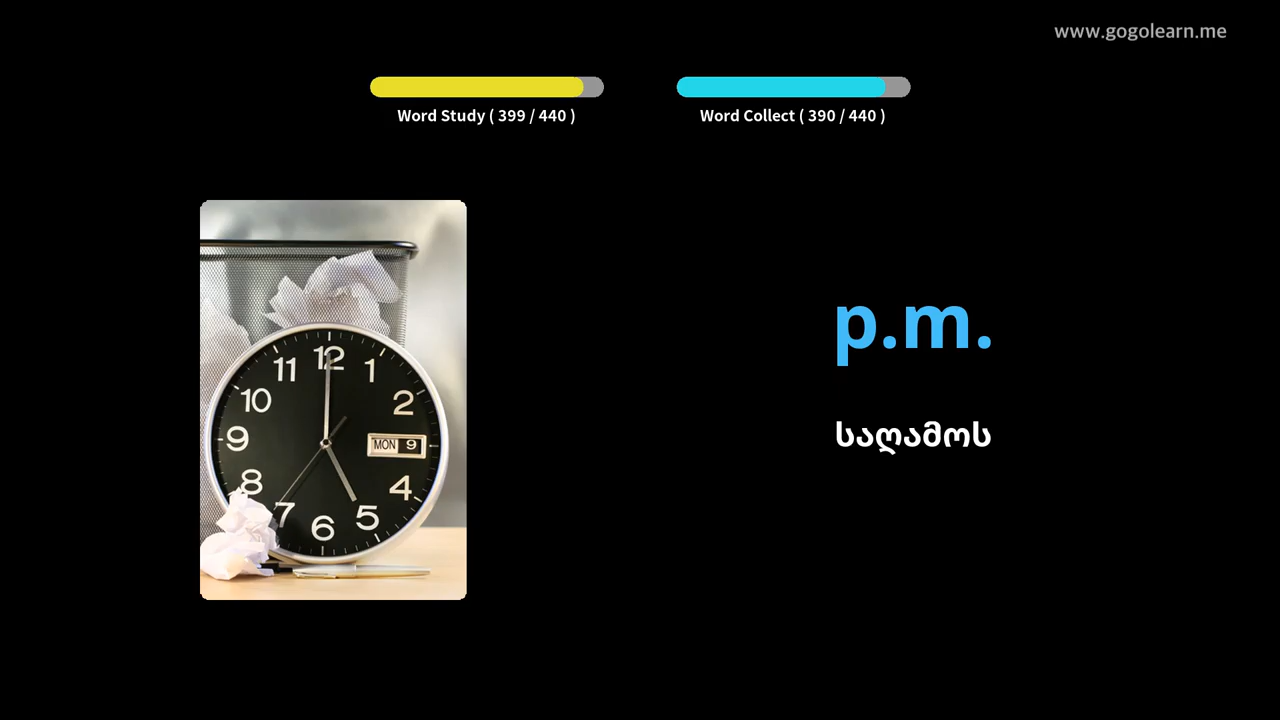 www.gogolearn.me
Word Study ( 399 / 440 )
Word Collect ( 390 / 440 )
12
11
1
10
2
9
MON 9
8
4
7
5
6
p.m.
საღამოს